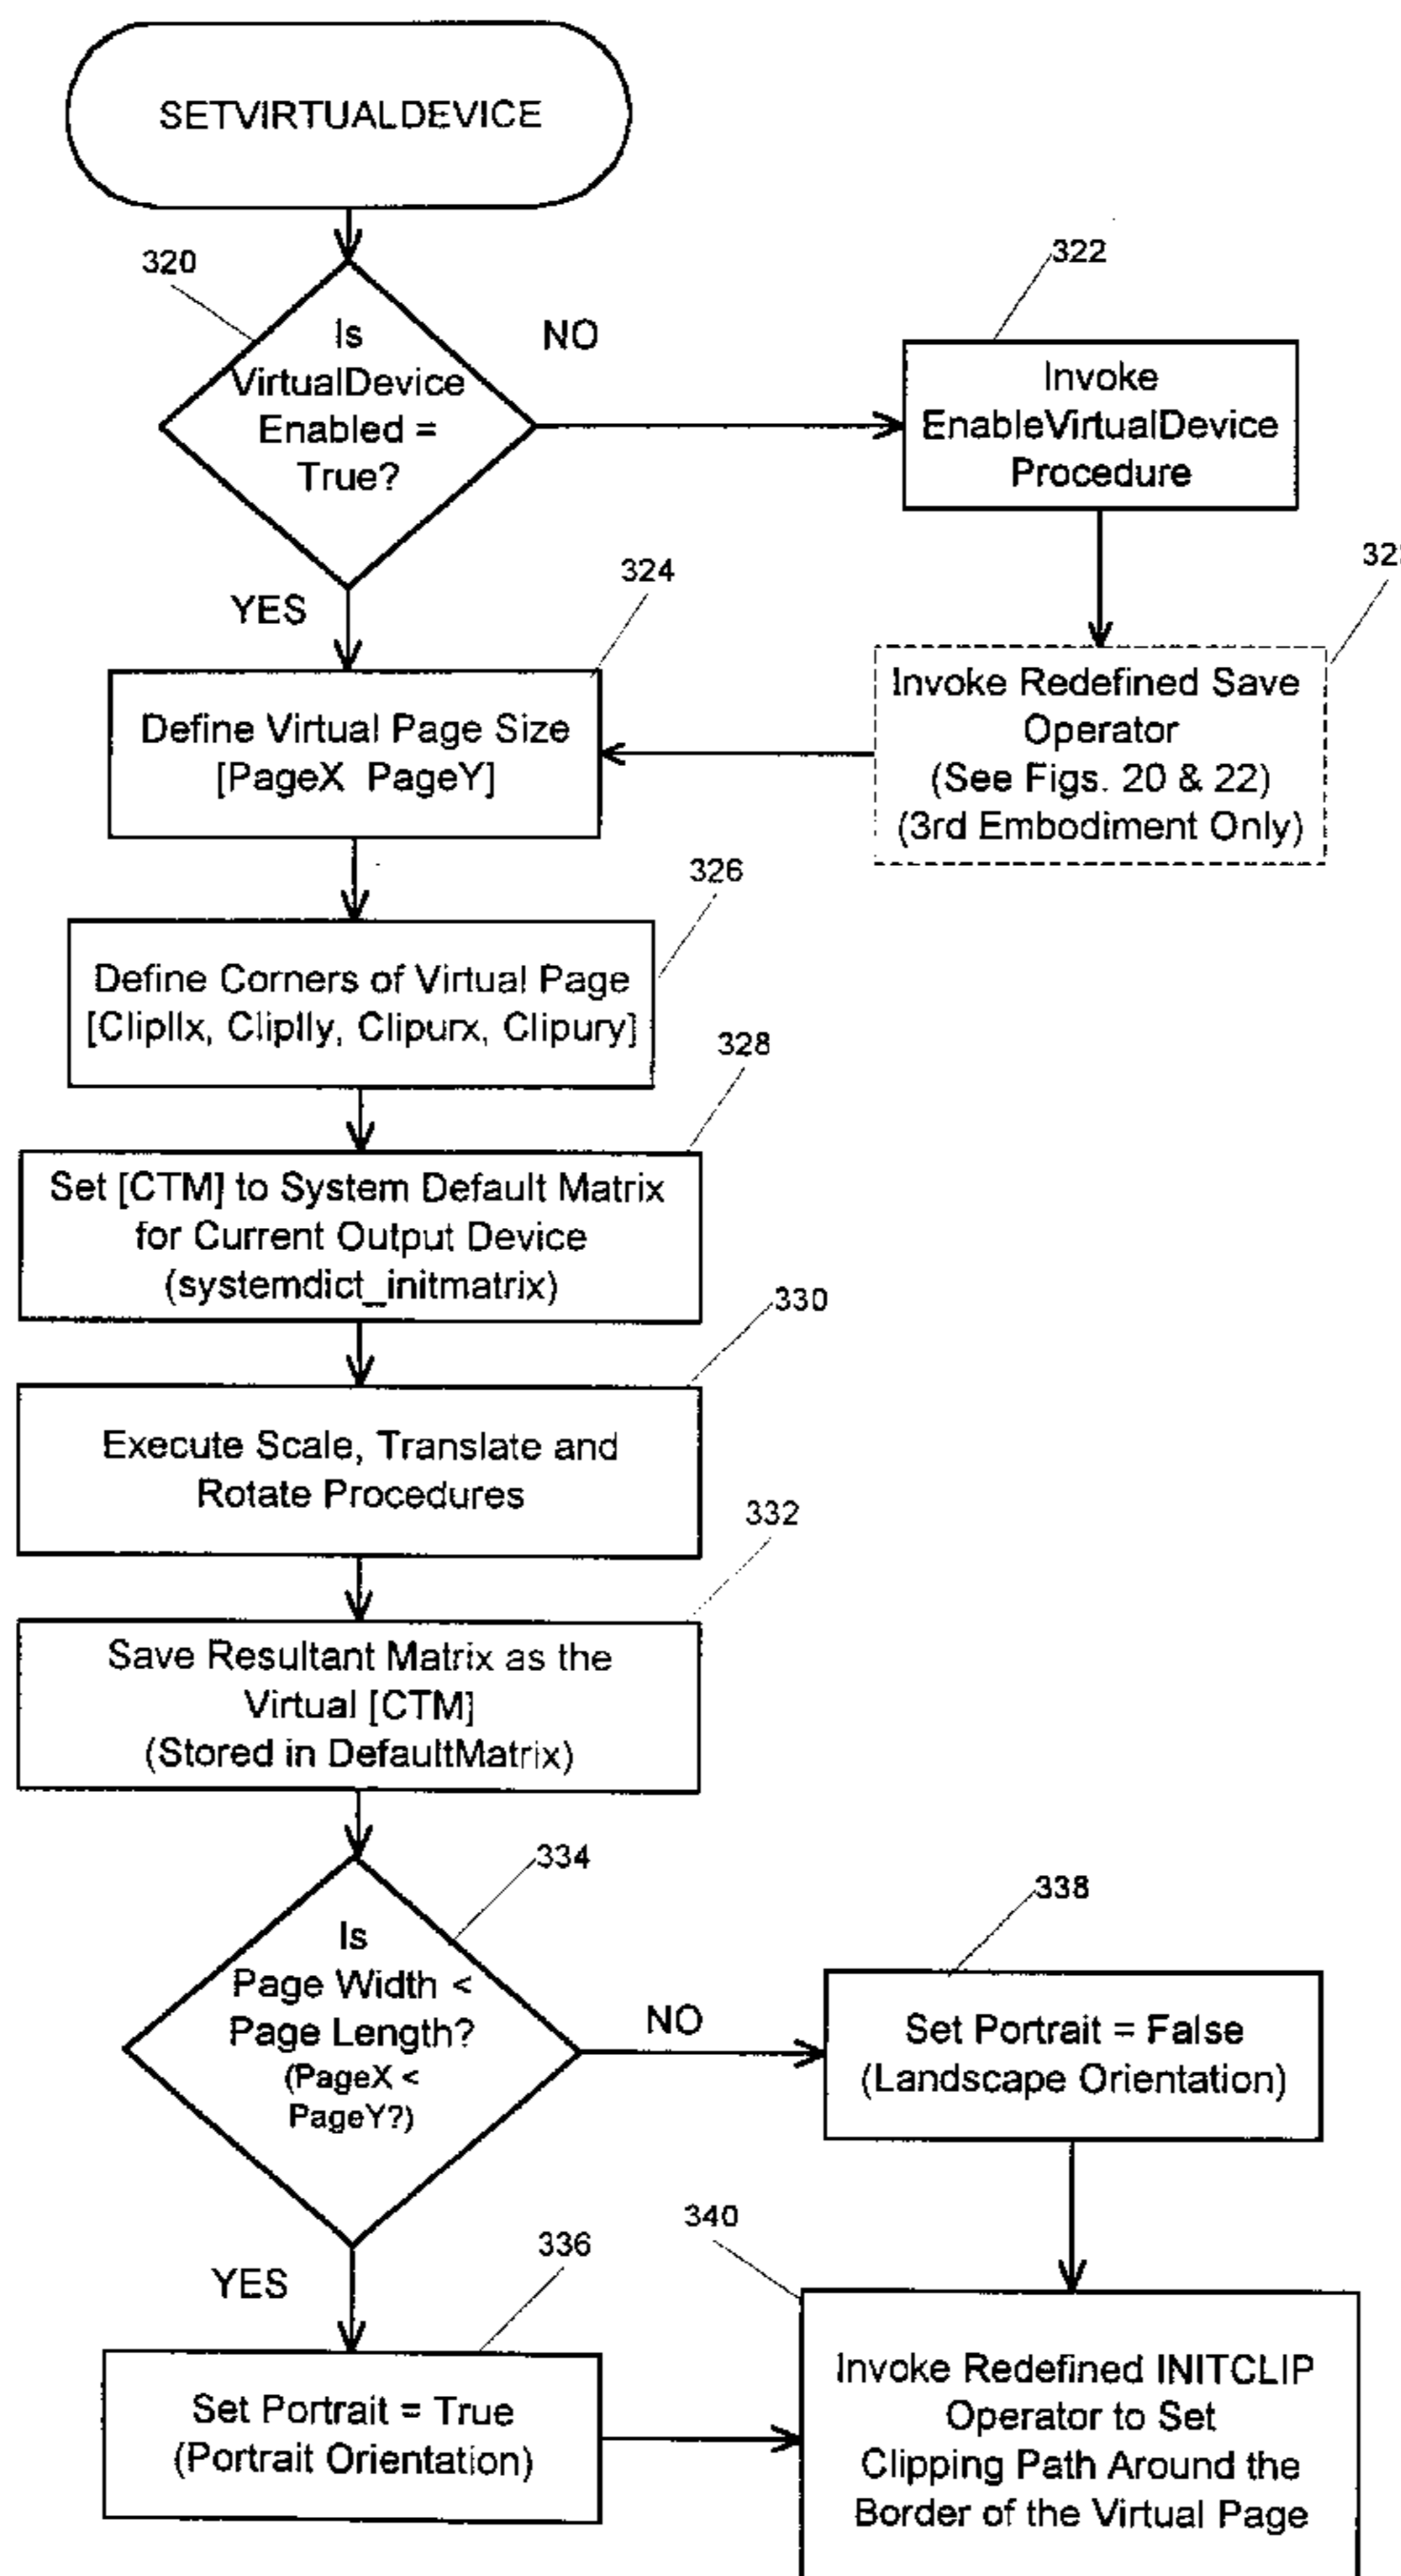 SETVIRTUALDEVICE
320
Is
VirtualDevice
Enabled =
True?
NO
YES
322
Invoke
EnableVirtualDevice
Procedure
Invoke Redefined Save
Operator
(See Figs. 20 & 22)
(3rd Embodiment Only)
324
Define Virtual Page Size
[PageX PageY]
326
Define Corners of Virtual Page
[Clipllx, Cliplly, Clipurx, Clipury]
328
Set [CTM] to System Default Matrix
for Current Output Device
(systemdict_initmatrix)
330
Execute Scale, Translate and
Rotate Procedures
332
Save Resultant Matrix as the
Virtual [CTM]
(Stored in DefaultMatrix)
334
Is
Page Width <
Page Length?
(PageX <
PageY?)
NO
YES
338
Set Portrait = False
(Landscape Orientation)
336
Set Portrait = True
(Portrait Orientation)
340
Invoke Redefined INITCLIP
Operator to Set
Clipping Path Around the
Border of the Virtual Page